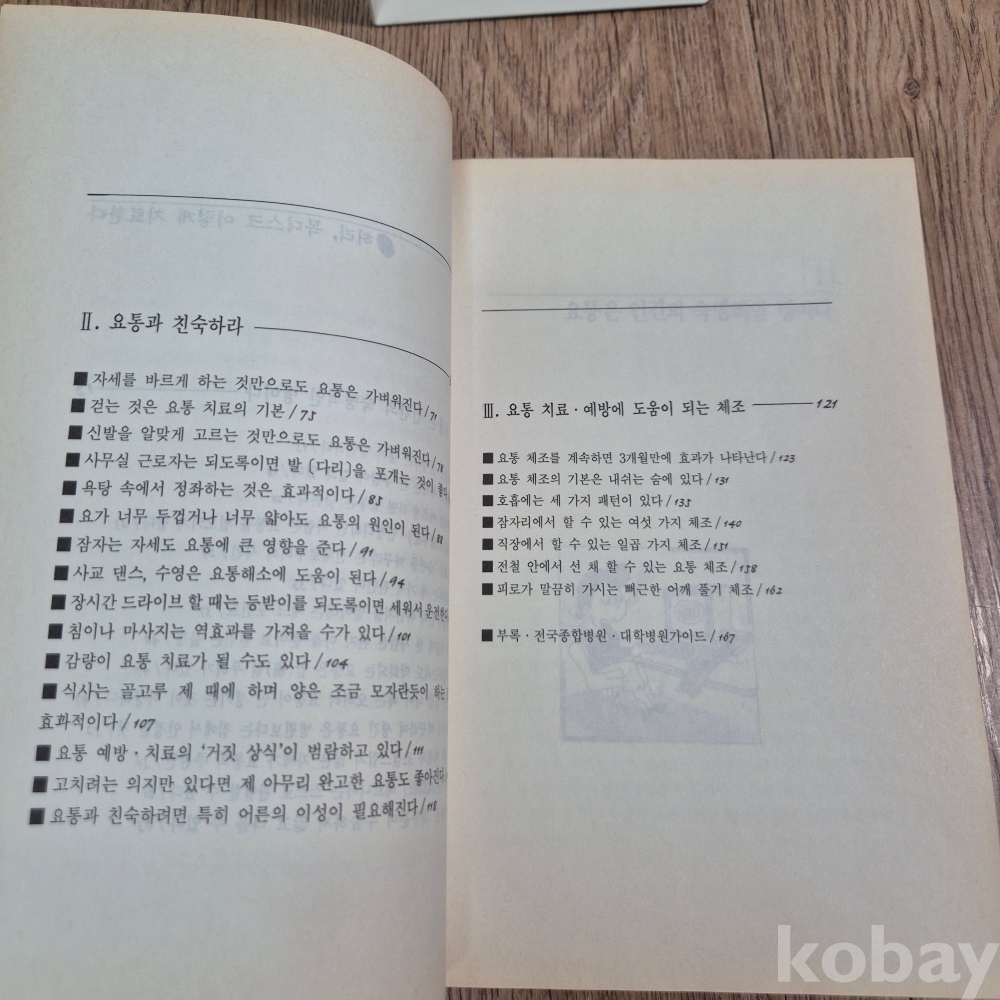 Ⅱ. 요통과 친숙하라
■ 자세를 바르게 하는 것만으로도 요통은 가벼워진다/71
■ 걷는 것은 요통 치료의 기본/75
■ 신발을 알맞게 고르는 것만으로도 요통은 가벼워진다/78
■ 사무실 근로자는 되도록이면 발 (다리)을 포개는 것이 좋다
■ 욕탕 속에서 정좌하는 것은 효과적이다/85
■ 요가 너무 두껍거나 너무 얇아도 요통의 원인이 된다/88
■ 잠자는 자세도 요통에 큰 영향을 준다/91
■ 사교 댄스, 수영은 요통해소에 도움이 된다/94
■ 장시간 드라이브 할 때는 등받이를 되도록이면 세워서 운전한다
■ 침이나 마사지는 역효과를 가져올 수가 있다/101
■ 감량이 요통 치료가 될 수도 있다/104
■ 식사는 골고루 제 때에 하며 양은 조금 모자란듯이 하는
효과적이다/107
■ 요통 예방·치료의 '거짓 상식'이 범람하고 있다/111
■ 고치려는 의지만 있다면 제 아무리 완고한 요통도 좋아진다
■ 요통과 친숙하려면 특히 어른의 이성이 필요해진다/118
Ⅲ. 요통 치료·예방에 도움이 되는 체조 121
■ 요통 체조를 계속하면 3개월만에 효과가 나타난다/123
■ 요통 체조의 기본은 내쉬는 숨에 있다/131
■ 호흡에는 세 가지 패턴이 있다/135
■ 잠자리에서 할 수 있는 여섯 가지 체조/140
■ 직장에서 할 수 있는 일곱 가지 체조/151
■ 전철 안에서 선 채 할 수 있는 요통 체조/158
■ 피로가 말끔히 가시는 뻐근한 어깨 풀기 체조/162
■ 부록·전국종합병원·대학병원가이드/167
kobay